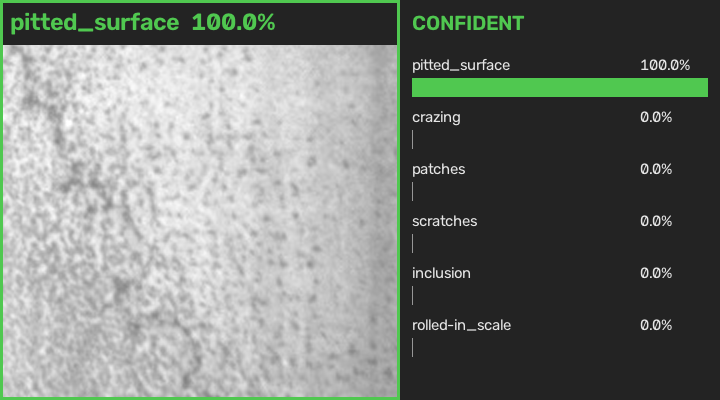 pitted_surface 100.0%
CONFIDENT
pitted_surface 100.0%
crazing 0.0%
patches 0.0%
scratches 0.0%
inclusion 0.0%
rolled-in_scale 0.0%